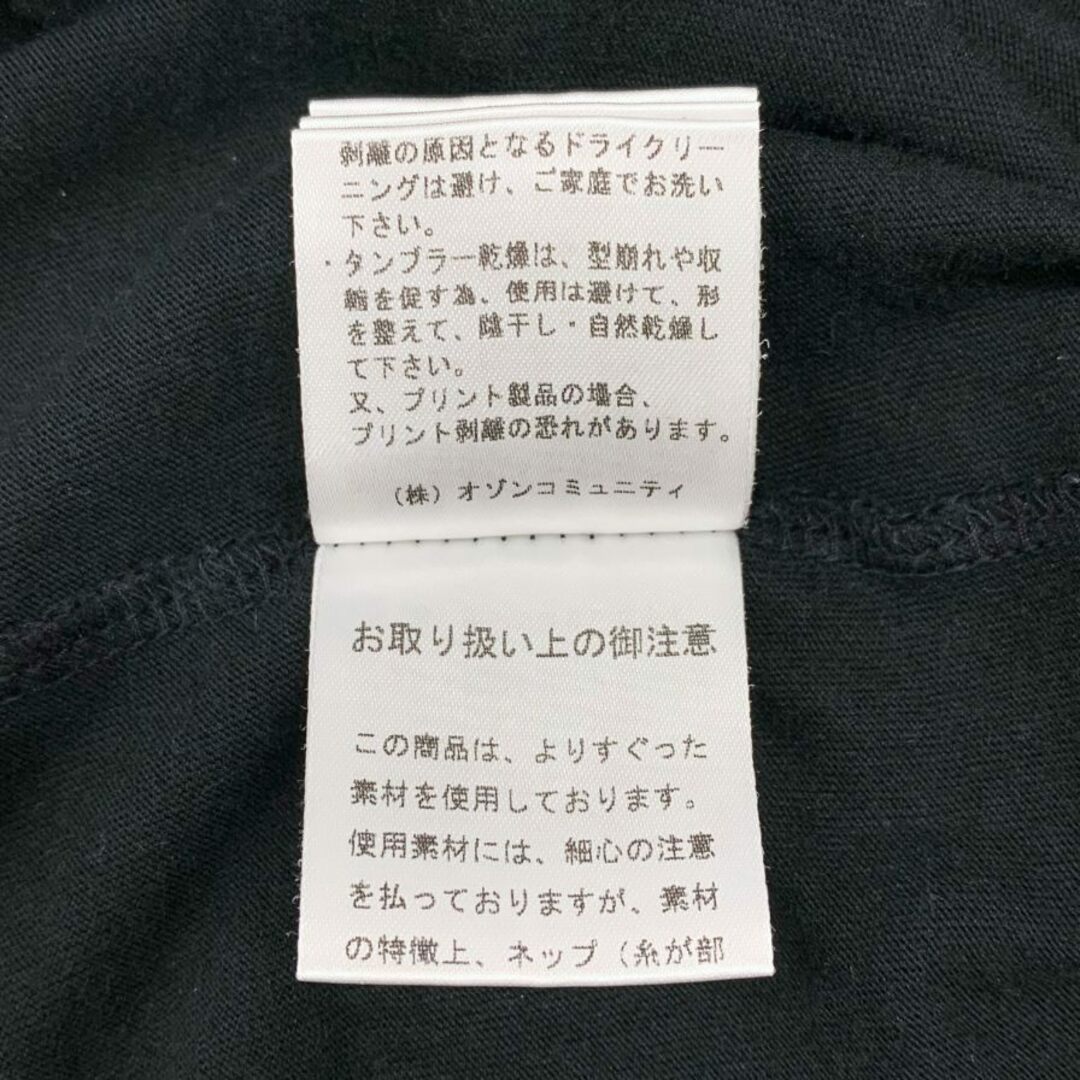 剥離の原因となるドライクリー
ニングは避け、ご家庭でお洗い
下さい。
・タンブラー乾燥は、型崩れや収
縮を促す為、使用は避けて、形
を整えて、陰干し・自然乾燥し
て下さい。
又、プリント製品の場合、
プリント剥離の恐れがあります。
（株）オゾンコミュニティ
お取り扱い上の御注意
この商品は、よりすぐった
素材を使用しております。
使用素材には、細心の注意
を払っておりますが、素材
の特徴上、ネップ（糸が部